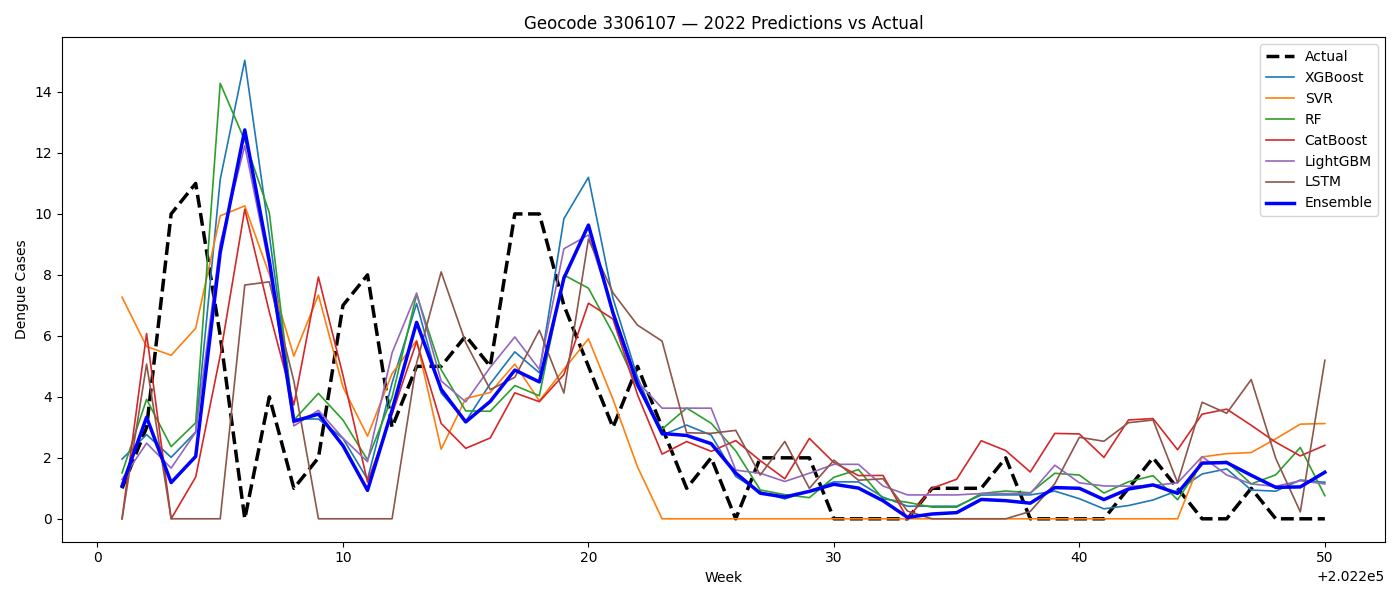 Geocode 3306107 — 2022 Predictions vs Actual
Dengue Cases
14
12
10
8
6
4
2
0
Actual
XGBoost
SVR
RF
CatBoost
LightGBM
LSTM
Ensemble
0 10 20 30 40 50
Week
+2.022e5